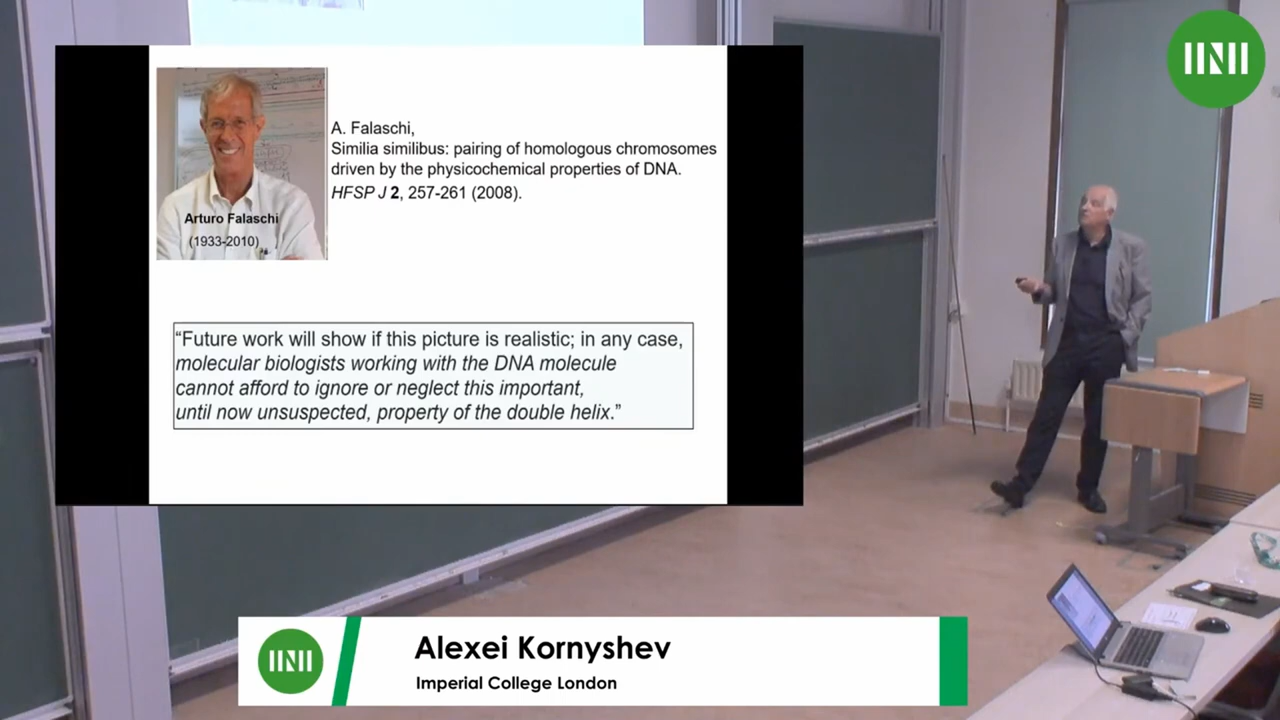 A. Falaschi,
Similia similibus: pairing of homologous chromosomes
driven by the physicochemical properties of DNA.
HFSP J 2, 257-261 (2008).
Arturo Falaschi
(1933-2010)
“Future work will show if this picture is realistic; in any case,
molecular biologists working with the DNA molecule
cannot afford to ignore or neglect this important,
until now unsuspected, property of the double helix.”
Alexei Kornyshev
Imperial College London